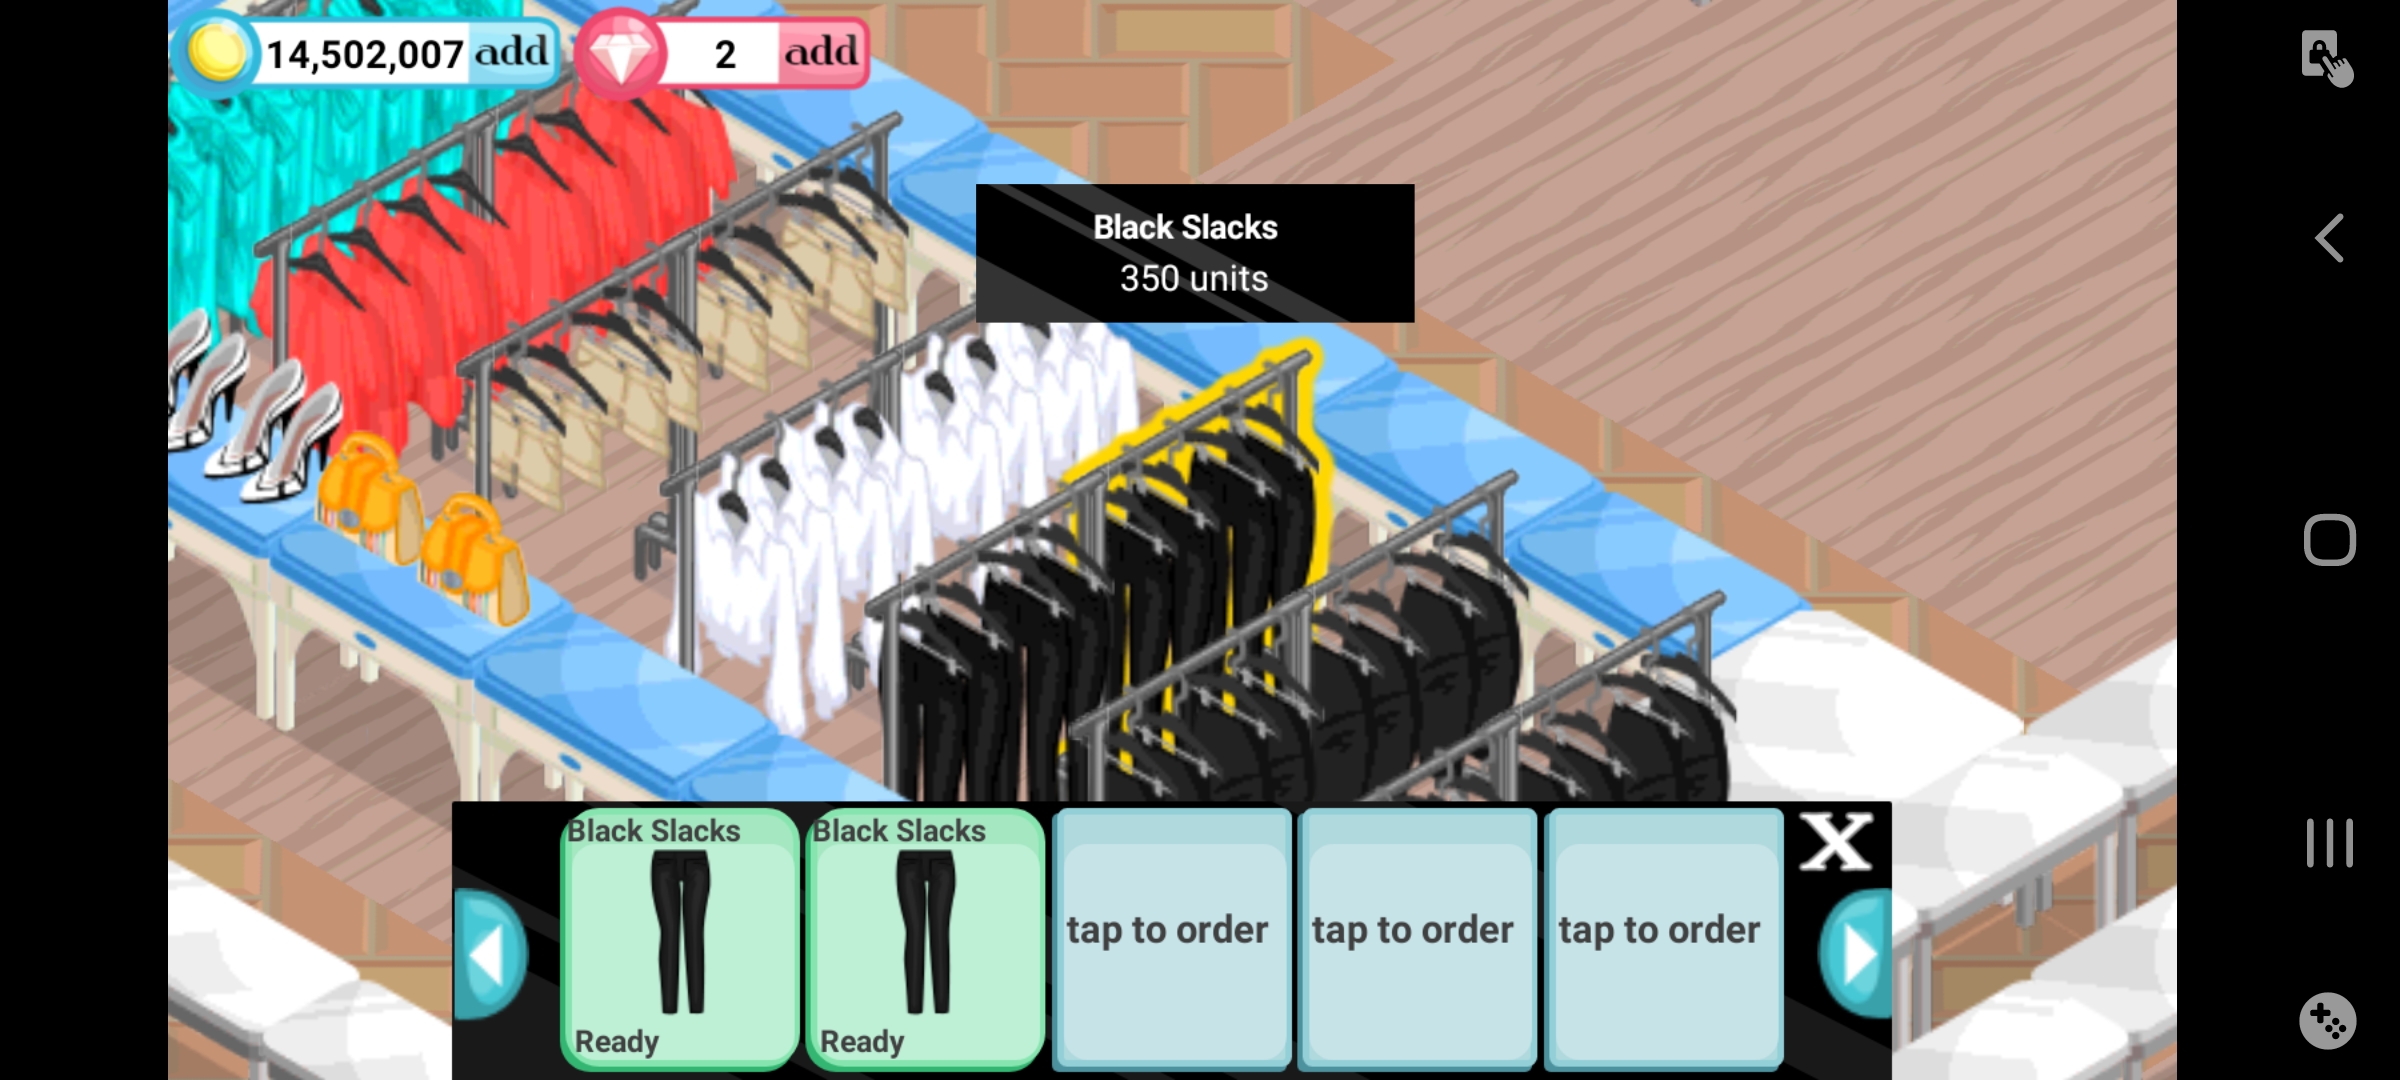 14,502,007 add
2 add
Black Slacks
350 units
Black Slacks
Ready
Black Slacks
Ready
tap to order
tap to order
tap to order
X